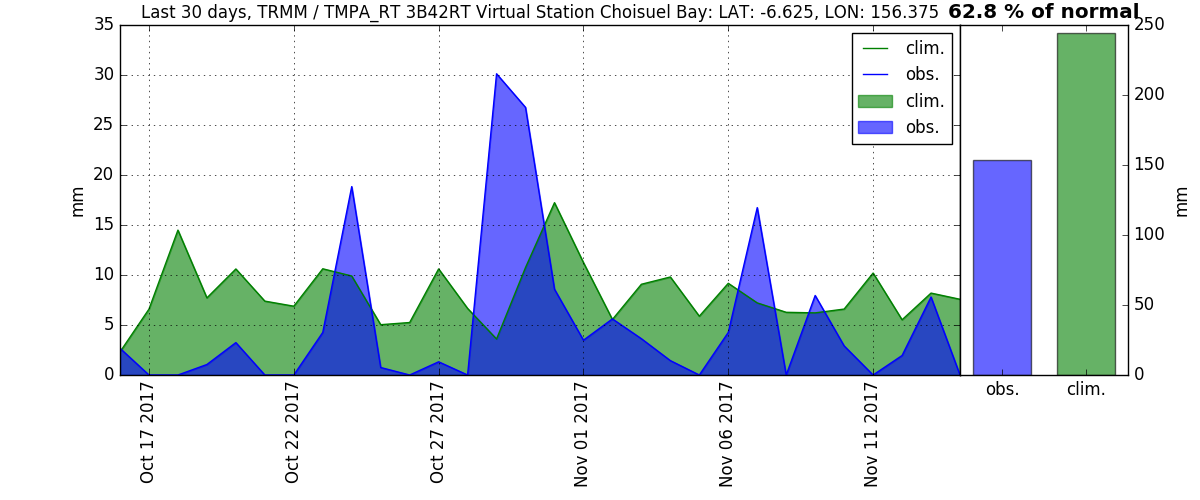 Last 30 days, TRMM / TMPA_RT 3B42RT Virtual Station Choisuel Bay: LAT: -6.625, LON: 156.375 62.8 % of normal
35
30
25
20
15
10
5
0
mm
clim.
obs.
clim.
obs.
Oct 17 2017
Oct 22 2017
Oct 27 2017
Nov 01 2017
Nov 06 2017
Nov 11 2017
250
200
150
100
50
0
mm
obs. clim.